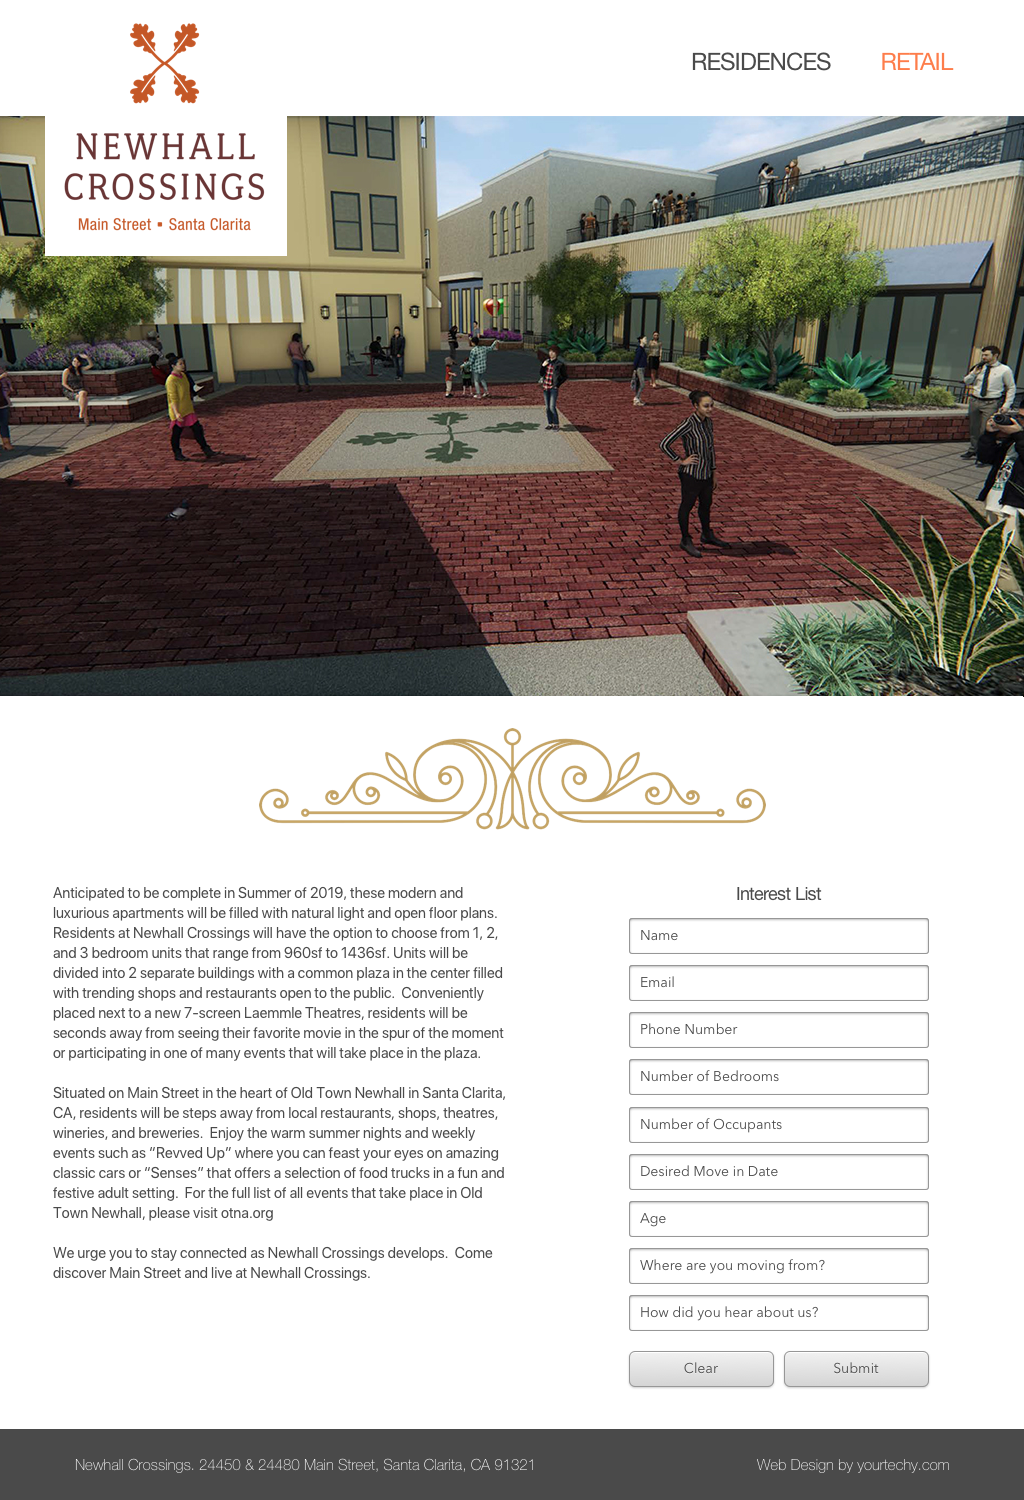 RESIDENCES RETAIL
NEWHALL
CROSSINGS
Main Street ▪ Santa Clarita
Anticipated to be complete in Summer of 2019, these modern and
luxurious apartments will be filled with natural light and open floor plans.
Residents at Newhall Crossings will have the option to choose from 1, 2,
and 3 bedroom units that range from 960sf to 1436sf. Units will be
divided into 2 separate buildings with a common plaza in the center filled
with trending shops and restaurants open to the public.  Conveniently
placed next to a new 7-screen Laemmle Theatres, residents will be
seconds away from seeing their favorite movie in the spur of the moment
or participating in one of many events that will take place in the plaza.
Situated on Main Street in the heart of Old Town Newhall in Santa Clarita,
CA, residents will be steps away from local restaurants, shops, theatres,
wineries, and breweries.  Enjoy the warm summer nights and weekly
events such as “Revved Up” where you can feast your eyes on amazing
classic cars or “Senses” that offers a selection of food trucks in a fun and
festive adult setting.  For the full list of all events that take place in Old
Town Newhall, please visit otna.org
We urge you to stay connected as Newhall Crossings develops.  Come
discover Main Street and live at Newhall Crossings.
Interest List
Name
Email
Phone Number
Number of Bedrooms
Number of Occupants
Desired Move in Date
Age
Where are you moving from?
How did you hear about us?
Clear Submit
Newhall Crossings. 24450 & 24480 Main Street, Santa Clarita, CA 91321
Web Design by yourtechy.com